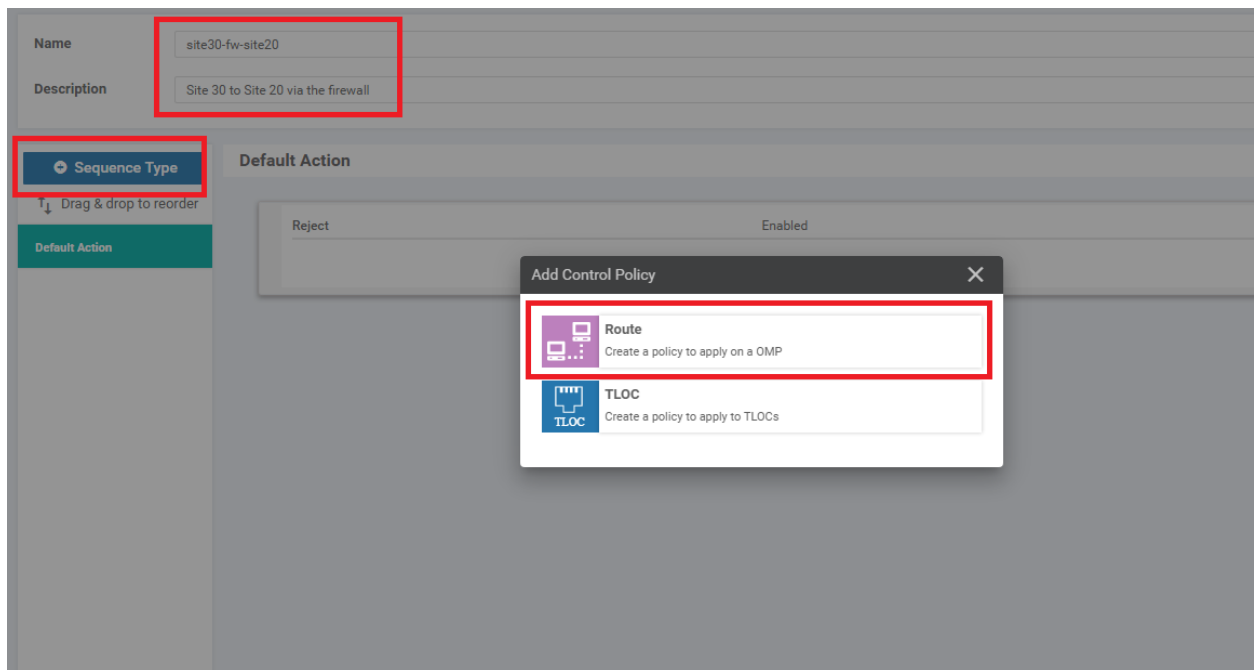 Name
site30-fw-site20
Description
Site 30 to Site 20 via the firewall
Sequence Type
Drag & drop to reorder
Default Action
Default Action
Reject
Enabled
Add Control Policy
Route
Create a policy to apply on a OMP
TLOC
TLOC
Create a policy to apply to TLOCs